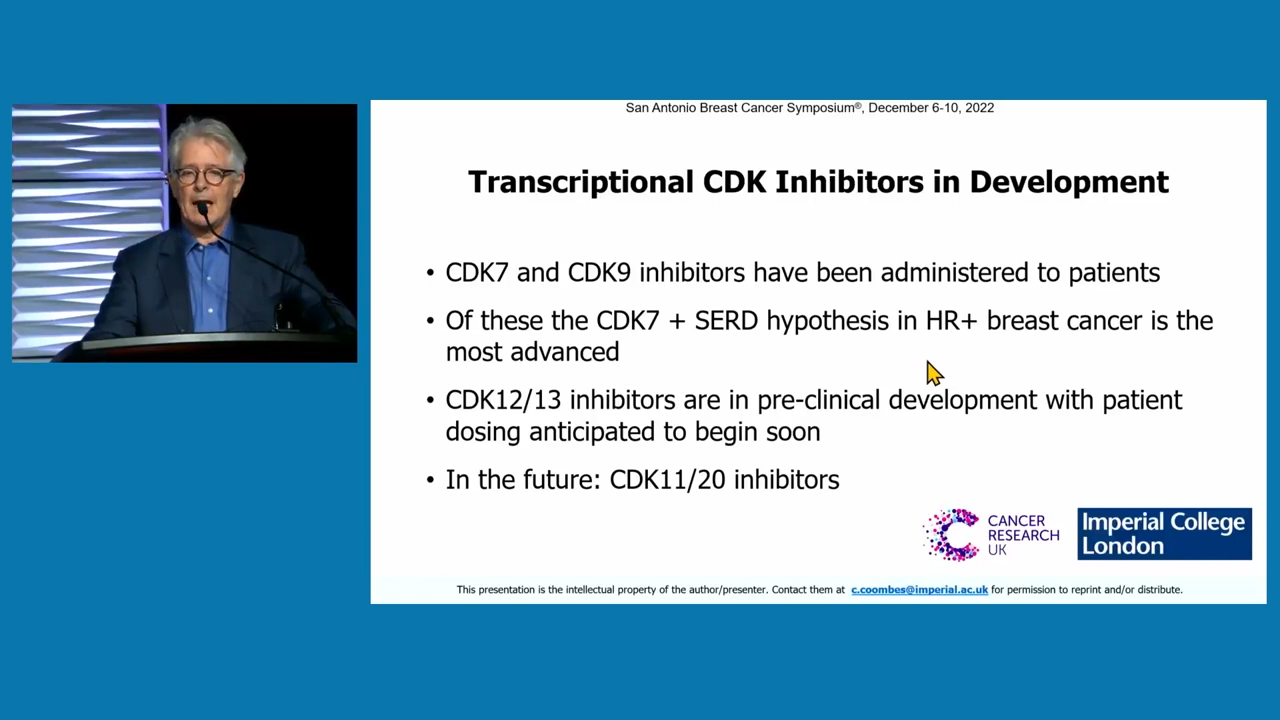 San Antonio Breast Cancer Symposium®, December 6-10, 2022
Transcriptional CDK Inhibitors in Development
• CDK7 and CDK9 inhibitors have been administered to patients
• Of these the CDK7 + SERD hypothesis in HR+ breast cancer is the
most advanced
• CDK12/13 inhibitors are in pre-clinical development with patient
dosing anticipated to begin soon
• In the future: CDK11/20 inhibitors
CANCER
RESEARCH
UK
Imperial College
London
This presentation is the intellectual property of the author/presenter. Contact them at c.coombes@imperial.ac.uk for permission to reprint and/or distribute.